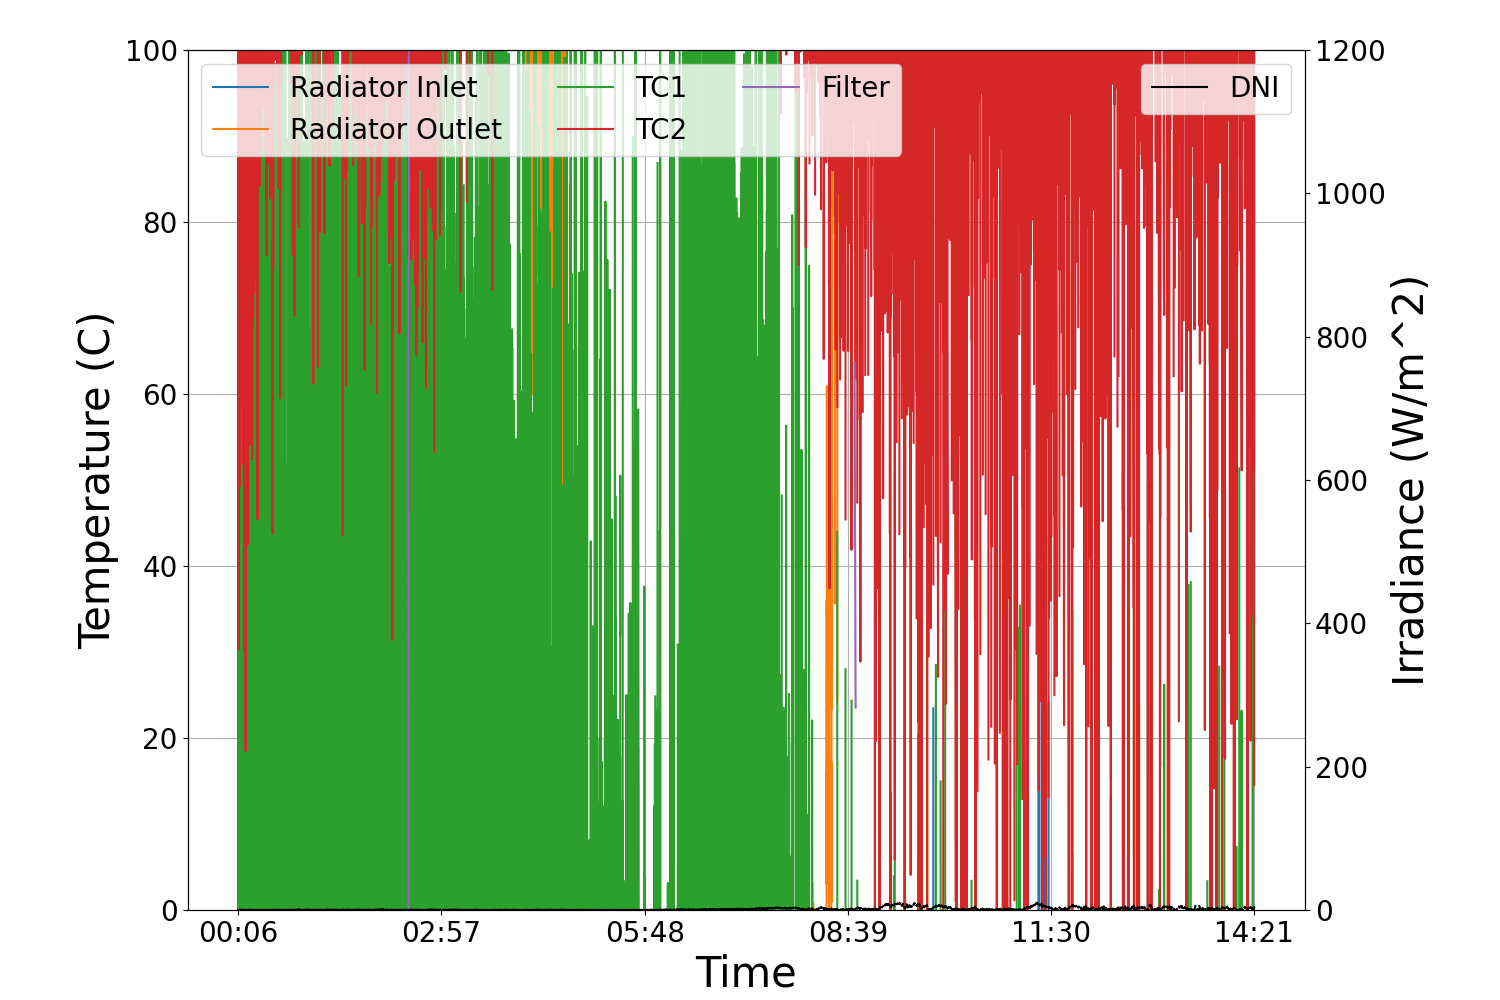 100
80
60
40
20
0
Temperature (C)
Radiator Inlet
Radiator Outlet
TC1
TC2
Filter
DNI
1200
1000
800
600
400
200
0
Irradiance (W/m^2)
00:06 02:57 05:48 08:39 11:30 14:21
Time